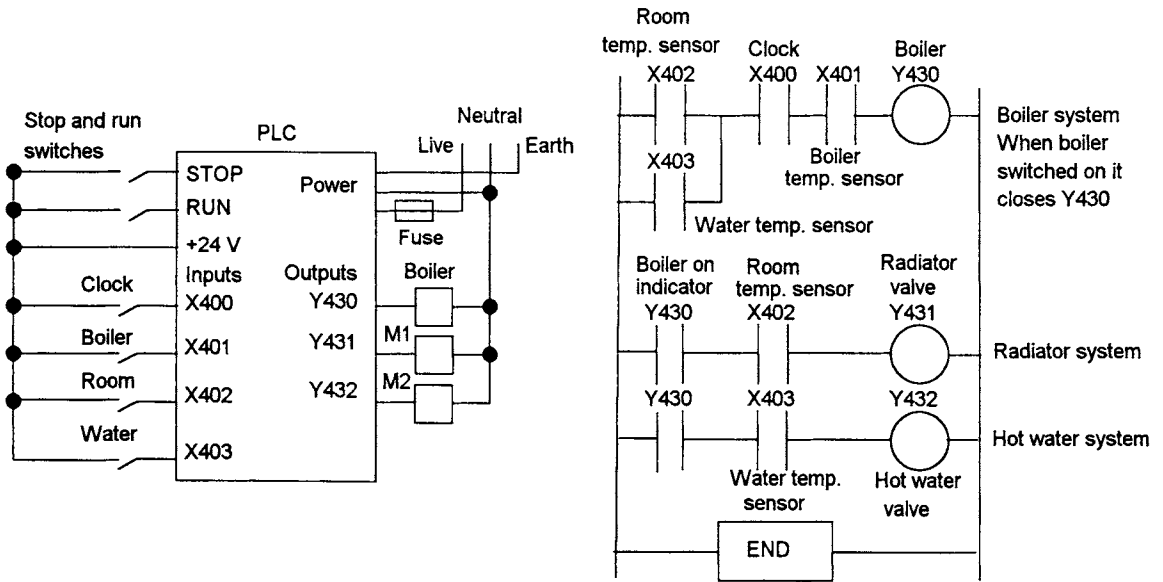 Stop and run
switches
PLC
Neutral
Live
Earth
STOP
Power
RUN
Fuse
+24 V
Inputs
Outputs
Boiler
Clock
X400
Y430
Boiler
X401
Y431
M1
Room
X402
Y432
M2
Water
X403
Room
temp. sensor
Clock
Boiler
X402
X400
X401
Y430
Boiler system
When boiler
switched on it
closes Y430
X403
Boiler
temp. sensor
Water temp. sensor
Boiler on
indicator
Room
temp. sensor
Radiator
valve
Y430
X402
Y431
Radiator system
Y430
X403
Y432
Hot water system
Water temp.
sensor
Hot water
valve
END